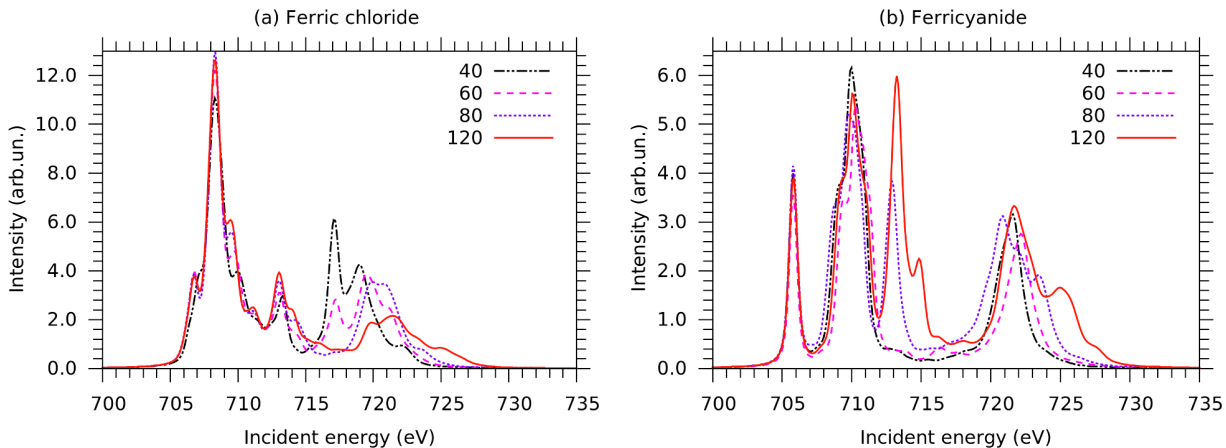 (a) Ferric chloride
Intensity (arb.un.)
12.0
10.0
8.0
6.0
4.0
2.0
0.0
40
60
80
120
700 705 710 715 720 725 730 735
Incident energy (eV)
(b) Ferricyanide
Intensity (arb.un.)
6.0
5.0
4.0
3.0
2.0
1.0
0.0
40
60
80
120
700 705 710 715 720 725 730 735
Incident energy (eV)